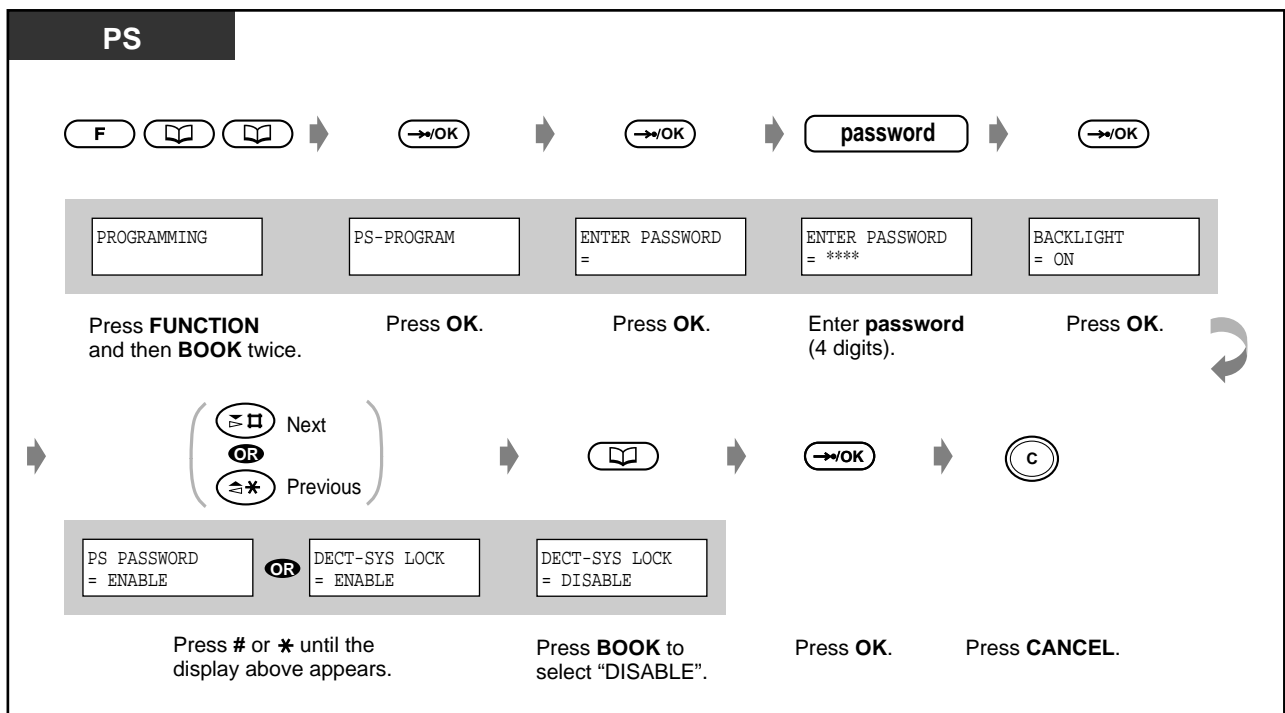 PS
F
→/OK
→/OK
password
→/OK
PROGRAMMING
PS-PROGRAM
ENTER PASSWORD
=
ENTER PASSWORD
= ****
BACKLIGHT
= ON
Press FUNCTION
and then BOOK twice.
Press OK.
Press OK.
Enter password
(4 digits).
Press OK.
Next
OR
Previous
→/OK
C
PS PASSWORD
= ENABLE
OR
DECT-SYS LOCK
= ENABLE
DECT-SYS LOCK
= DISABLE
Press # or * until the
display above appears.
Press BOOK to
select “DISABLE”.
Press OK.
Press CANCEL.